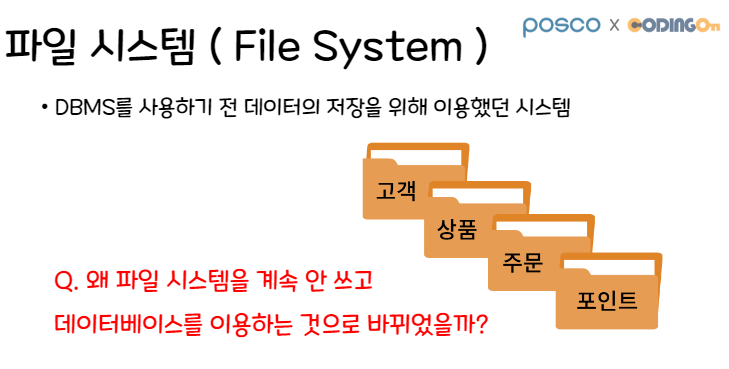 posco x CODINGOn
파일 시스템 ( File System )
• DBMS를 사용하기 전 데이터의 저장을 위해 이용했던 시스템
고객
상품
주문
포인트
Q. 왜 파일 시스템을 계속 안 쓰고
데이터베이스를 이용하는 것으로 바뀌었을까?